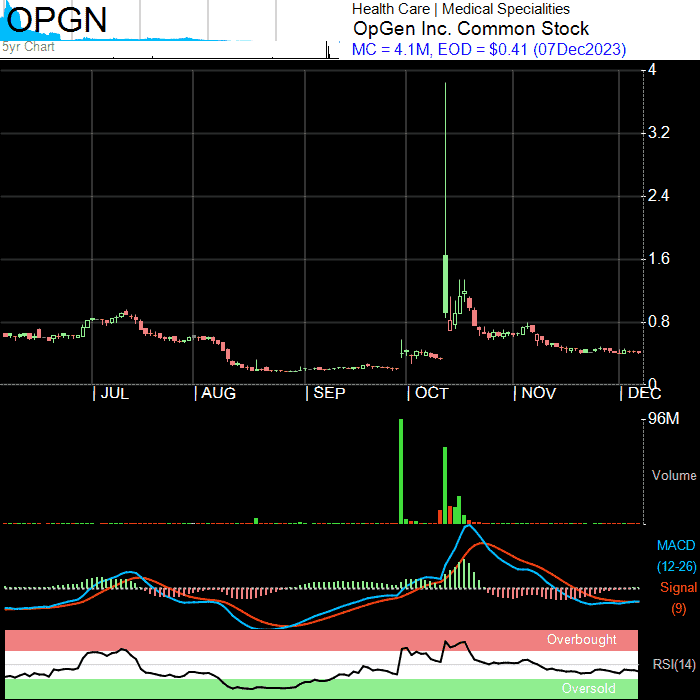 OPGN
5yr Chart
Health Care | Medical Specialities
OpGen Inc. Common Stock
MC = 4.1M, EOD = $0.41 (07Dec2023)
4
3.2
2.4
1.6
0.8
0
JUL
AUG
SEP
OCT
NOV
DEC
96M
Volume
MACD
(12-26)
Signal
(9)
Overbought
RSI(14)
Oversold